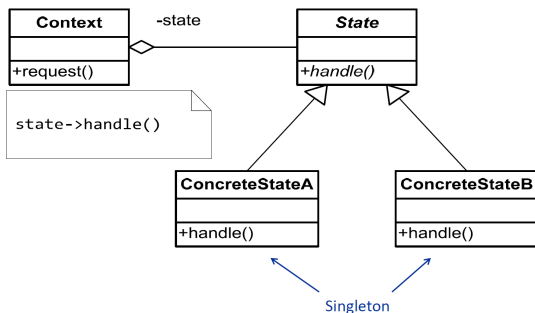 Context
-state
State
+request()
+handle()
state->handle()
ConcreteStateA
ConcreteStateB
+handle()
+handle()
Singleton